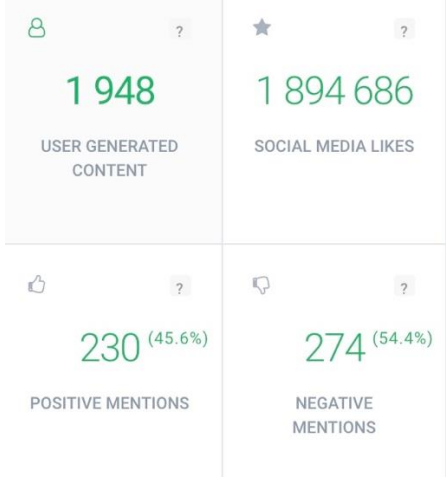 ?
?
1 948
1 894 686
USER GENERATED
CONTENT
SOCIAL MEDIA LIKES
?
?
230 (45.6%)
274 (54.4%)
POSITIVE MENTIONS
NEGATIVE
MENTIONS